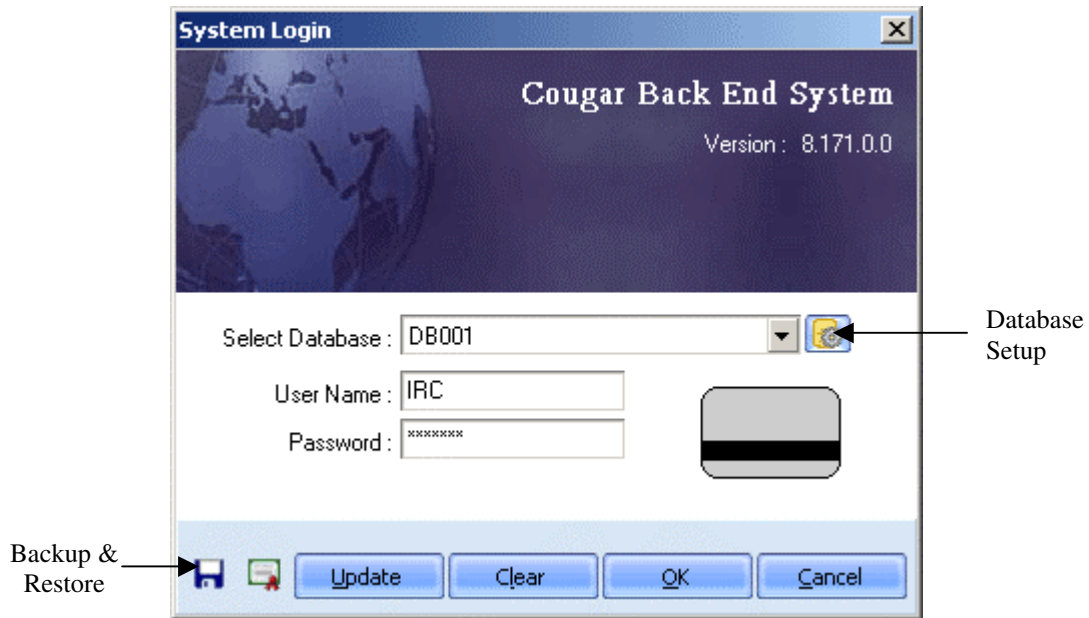 System Login
Cougar Back End System
Version : 8.171.0.0
Select Database : DB001
Database
Setup
User Name : IRC
Password : *******
Backup &
Restore
Update Clear OK Cancel